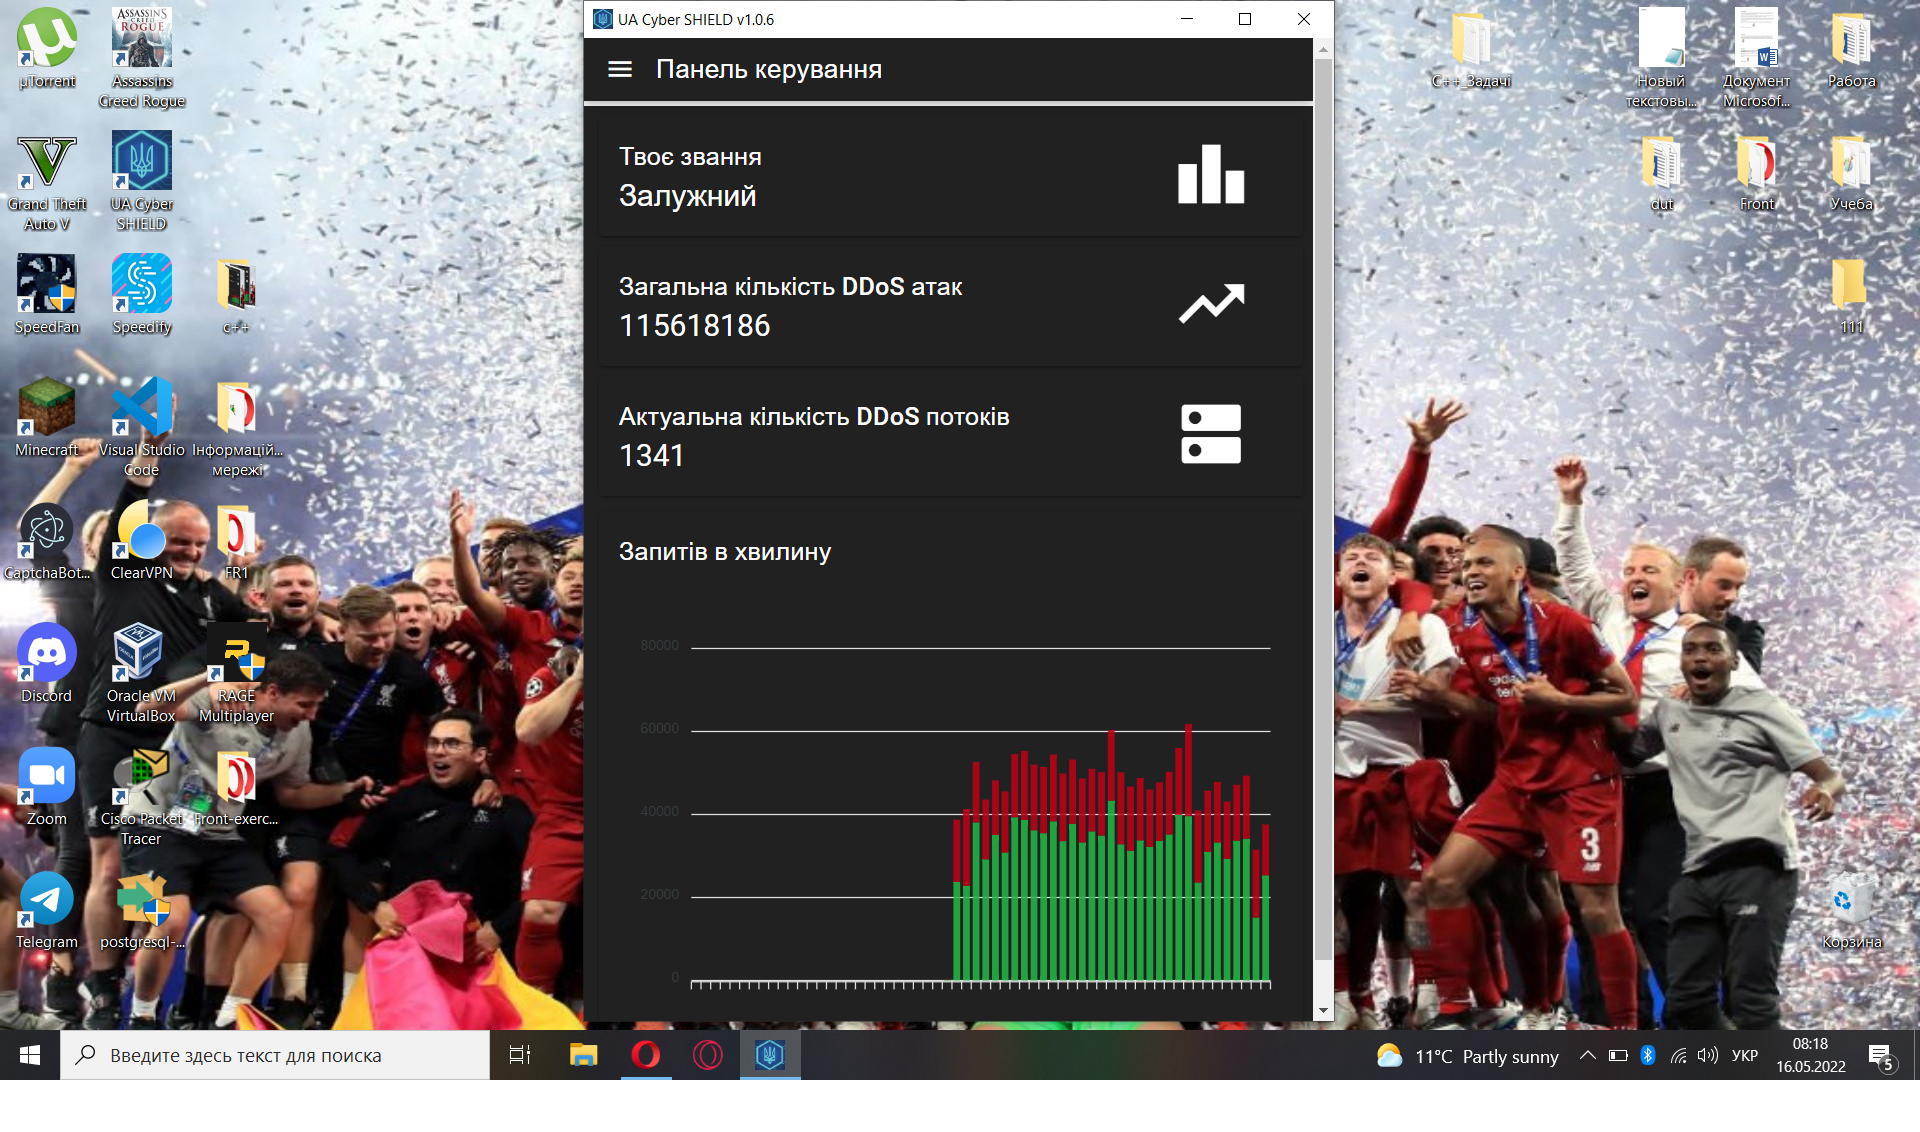 UA Cyber SHIELD v1.0.6
Панель керування
Твоє звання
Залужний
Загальна кількість DDoS атак
115618186
Актуальна кількість DDoS потоків
1341
Запитів в хвилину
80000
60000
40000
20000
0
µTorrent
Assassins
Creed Rogue
Grand Theft
Auto V
UA Cyber
SHIELD
SpeedFan
Speedify
c++
Minecraft
Visual Studio
Code
Інформацій...
мережі
CaptchaBot...
ClearVPN
FR1
Discord
Oracle VM
VirtualBox
RAGE
Multiplayer
Zoom
Cisco Packet
Tracer
Front-exerc...
Telegram
postgresql-...
C++_Задачі
Новый
текстовы...
Документ
Microsof...
Работа
dut
Front
Учеба
111
3
Корзина
Введите здесь текст для поиска
11°C Partly sunny
УКР
08:18
16.05.2022
5